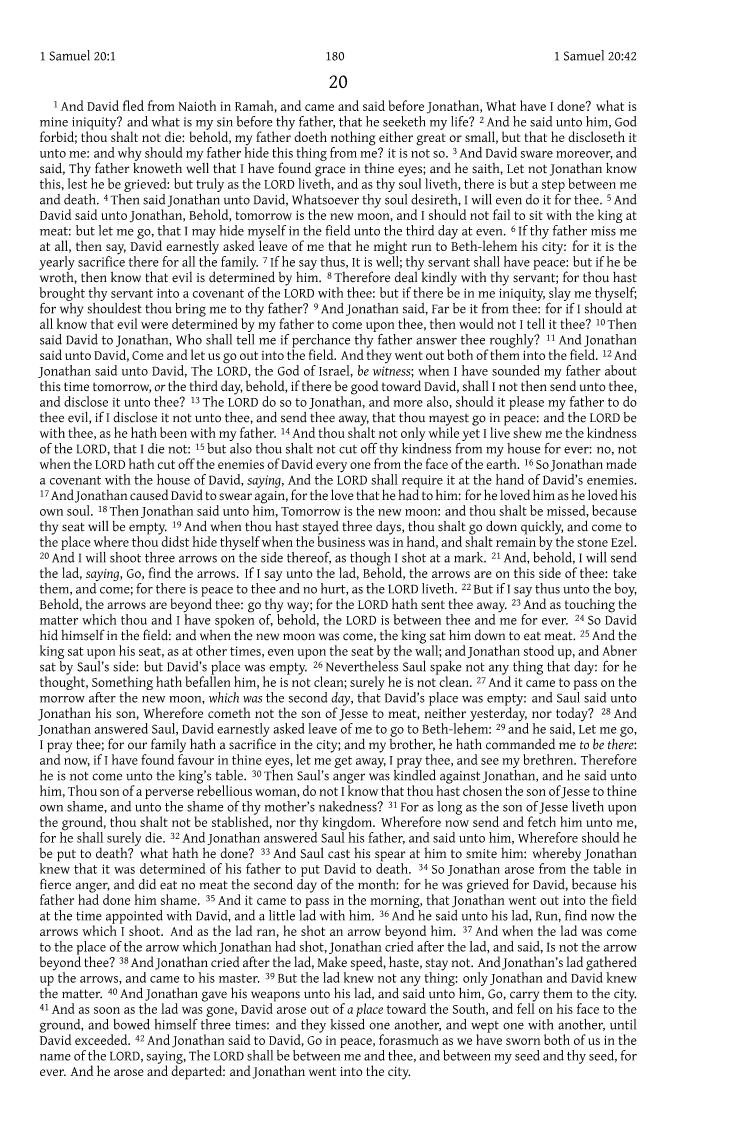 1 Samuel 20:1 180 1 Samuel 20:42
20
1 And David fled from Naioth in Ramah, and came and said before Jonathan, What have I done? what is
mine iniquity? and what is my sin before thy father, that he seeketh my life? 2 And he said unto him, God
forbid; thou shalt not die: behold, my father doeth nothing either great or small, but that he discloseth it
unto me: and why should my father hide this thing from me? it is not so. 3 And David sware moreover, and
said, Thy father knoweth well that I have found grace in thine eyes; and he saith, Let not Jonathan know
this, lest he be grieved: but truly as the LORD liveth, and as thy soul liveth, there is but a step between me
and death. 4 Then said Jonathan unto David, Whatsoever thy soul desireth, I will even do it for thee. 5 And
David said unto Jonathan, Behold, tomorrow is the new moon, and I should not fail to sit with the king at
meat: but let me go, that I may hide myself in the field unto the third day at even. 6 If thy father miss me
at all, then say, David earnestly asked leave of me that he might run to Beth-lehem his city: for it is the
yearly sacrifice there for all the family. 7 If he say thus, It is well; thy servant shall have peace: but if he be
wroth, then know that evil is determined by him. 8 Therefore deal kindly with thy servant; for thou hast
brought thy servant into a covenant of the LORD with thee: but if there be in me iniquity, slay me thyself;
for why shouldest thou bring me to thy father? 9 And Jonathan said, Far be it from thee: for if I should at
all know that evil were determined by my father to come upon thee, then would not I tell it thee? 10 Then
said David to Jonathan, Who shall tell me if perchance thy father answer thee roughly? 11 And Jonathan
said unto David, Come and let us go out into the field. And they went out both of them into the field. 12 And
Jonathan said unto David, The LORD, the God of Israel, be witness; when I have sounded my father about
this time tomorrow, or the third day, behold, if there be good toward David, shall I not then send unto thee,
and disclose it unto thee? 13 The LORD do so to Jonathan, and more also, should it please my father to do
thee evil, if I disclose it not unto thee, and send thee away, that thou mayest go in peace: and the LORD be
with thee, as he hath been with my father. 14 And thou shalt not only while yet I live shew me the kindness
of the LORD, that I die not: 15 but also thou shalt not cut off thy kindness from my house for ever: no, not
when the LORD hath cut off the enemies of David every one from the face of the earth. 16 So Jonathan made
a covenant with the house of David, saying, And the LORD shall require it at the hand of David's enemies.
17 And Jonathan caused David to swear again, for the love that he had to him: for he loved him as he loved his
own soul. 18 Then Jonathan said unto him, Tomorrow is the new moon: and thou shalt be missed, because
thy seat will be empty. 19 And when thou hast stayed three days, thou shalt go down quickly, and come to
the place where thou didst hide thyself when the business was in hand, and shalt remain by the stone Ezel.
20 And I will shoot three arrows on the side thereof, as though I shot at a mark. 21 And, behold, I will send
the lad, saying, Go, find the arrows. If I say unto the lad, Behold, the arrows are on this side of thee: take
them, and come; for there is peace to thee and no hurt, as the LORD liveth. 22 But if I say thus unto the boy,
Behold, the arrows are beyond thee: go thy way; for the LORD hath sent thee away. 23 And as touching the
matter which thou and I have spoken of, behold, the LORD is between thee and me for ever. 24 So David
hid himself in the field: and when the new moon was come, the king sat him down to eat meat. 25 And the
king sat upon his seat, as at other times, even upon the seat by the wall; and Jonathan stood up, and Abner
sat by Saul's side: but David's place was empty. 26 Nevertheless Saul spake not any thing that day: for he
thought, Something hath befallen him, he is not clean; surely he is not clean. 27 And it came to pass on the
morrow after the new moon, which was the second day, that David's place was empty: and Saul said unto
Jonathan his son, Wherefore cometh not the son of Jesse to meat, neither yesterday, nor today? 28 And
Jonathan answered Saul, David earnestly asked leave of me to go to Beth-lehem: 29 and he said, Let me go,
I pray thee; for our family hath a sacrifice in the city; and my brother, he hath commanded me to be there:
and now, if I have found favour in thine eyes, let me get away, I pray thee, and see my brethren. Therefore
he is not come unto the king's table. 30 Then Saul's anger was kindled against Jonathan, and he said unto
him, Thou son of a perverse rebellious woman, do not I know that thou hast chosen the son of Jesse to thine
own shame, and unto the shame of thy mother's nakedness? 31 For as long as the son of Jesse liveth upon
the ground, thou shalt not be stablished, nor thy kingdom. Wherefore now send and fetch him unto me,
for he shall surely die. 32 And Jonathan answered Saul his father, and said unto him, Wherefore should he
be put to death? what hath he done? 33 And Saul cast his spear at him to smite him: whereby Jonathan
knew that it was determined of his father to put David to death. 34 So Jonathan arose from the table in
fierce anger, and did eat no meat the second day of the month: for he was grieved for David, because his
father had done him shame. 35 And it came to pass in the morning, that Jonathan went out into the field
at the time appointed with David, and a little lad with him. 36 And he said unto his lad, Run, find now the
arrows which I shoot. And as the lad ran, he shot an arrow beyond him. 37 And when the lad was come
to the place of the arrow which Jonathan had shot, Jonathan cried after the lad, and said, Is not the arrow
beyond thee? 38 And Jonathan cried after the lad, Make speed, haste, stay not. And Jonathan's lad gathered
up the arrows, and came to his master. 39 But the lad knew not any thing: only Jonathan and David knew
the matter. 40 And Jonathan gave his weapons unto his lad, and said unto him, Go, carry them to the city.
41 And as soon as the lad was gone, David arose out of a place toward the South, and fell on his face to the
ground, and bowed himself three times: and they kissed one another, and wept one with another, until
David exceeded. 42 And Jonathan said to David, Go in peace, forasmuch as we have sworn both of us in the
name of the LORD, saying, The LORD shall be between me and thee, and between my seed and thy seed, for
ever. And he arose and departed: and Jonathan went into the city.